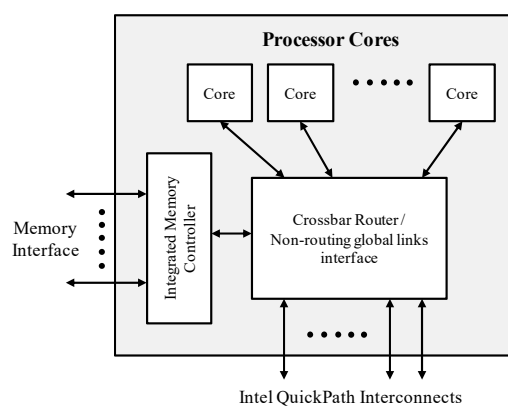 Processor Cores
Core
Core
Core
Memory
Interface
Integrated Memory
Controller
Crossbar Router /
Non-routing global links
interface
Intel QuickPath Interconnects